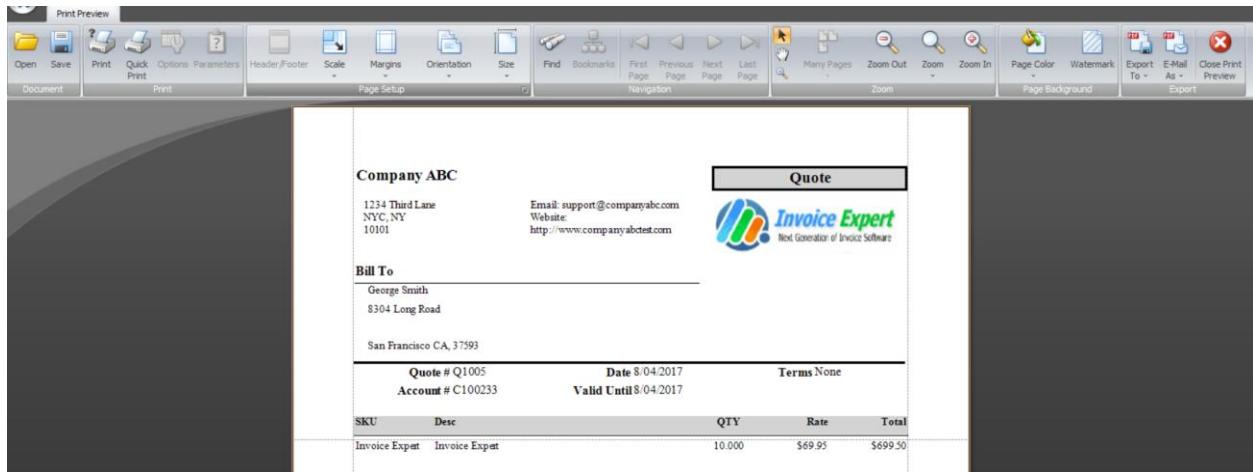 Print Preview
Open Save Print Quick Print Options Parameters Header/Footer Scale Margins Orientation Size Find Bookmarks First Page Previous Page Next Page Last Page Many Pages Zoom Out Zoom Zoom In Page Color Watermark Export To E-Mail As Close Print Preview
Document Print Page Setup Navigation Zoom Page Background Export
Company ABC
Quote
1234 Third Lane
NYC, NY
10101
Email: support@companyabc.com
Website:
http://www.companyabctest.com
Invoice Expert
Next Generation of Invoice Software
Bill To
George Smith
8304 Long Road
San Francisco CA, 37593
Quote # Q1005 Date 8/04/2017 Terms None
Account # C100233 Valid Until 8/04/2017
SKU Desc QTY Rate Total
Invoice Expert Invoice Expert 10.000 $69.95 $699.50